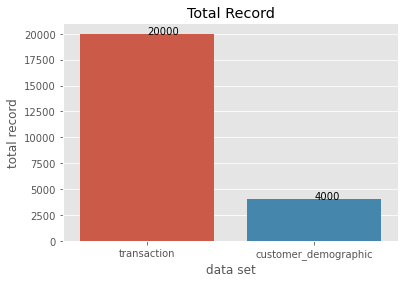 Total Record
total record
20000
17500
15000
12500
10000
7500
5000
2500
0
20000
4000
transaction
customer_demographic
data set